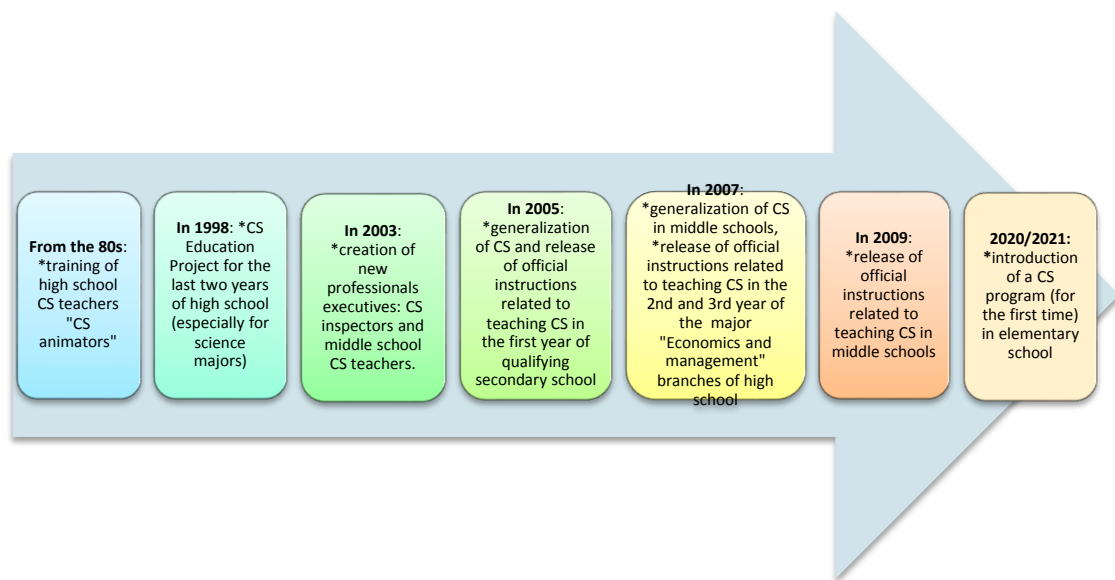 From the 80s:
*training of
high school
CS teachers
"CS
animators"
In 1998: *CS
Education
Project for the
last two years
of high school
(especially for
science
majors)
In 2003:
*creation of
new
professionals
executives: CS
inspectors and
middle school
CS teachers.
In 2005:
*generalization
of CS and release
of official
instructions
related to
teaching CS in
the first year of
qualifying
secondary school
In 2007:
*generalization of CS
in middle schools,
*release of official
instructions related
to teaching CS in the
2nd and 3rd year of
the major
"Economics and
management"
branches of high
school
In 2009:
*release of
official
instructions
related to
teaching CS in
middle schools
2020/2021:
*introduction
of a CS
program (for
the first time)
in elementary
school